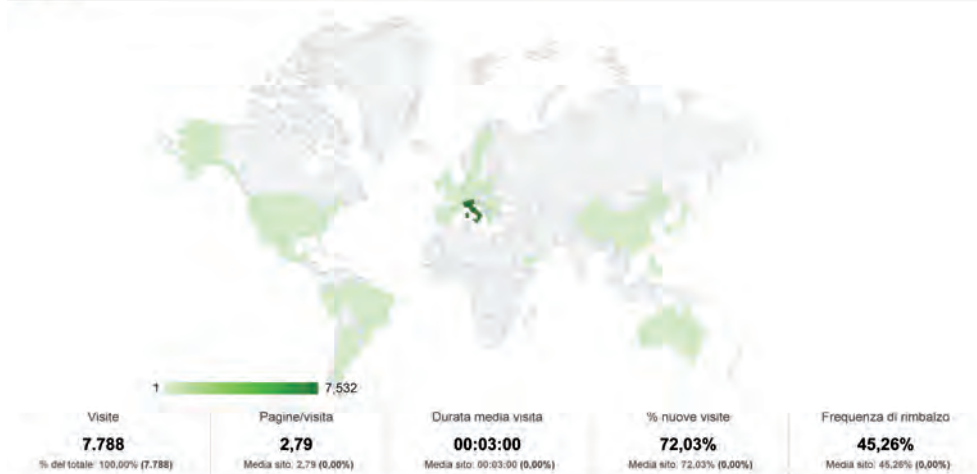 1 7.532
Visite Pagine/visita Durata media visita % nuove visite Frequenza di rimbalzo
7.788 2,79 00:03:00 72,03% 45,26%
% del totale: 100,00% (7.788) Media sito: 2,79 (0,00%) Media sito: 00:03:00 (0,00%) Media sito: 72,03% (0,00%) Media sito: 45,26% (0,00%)